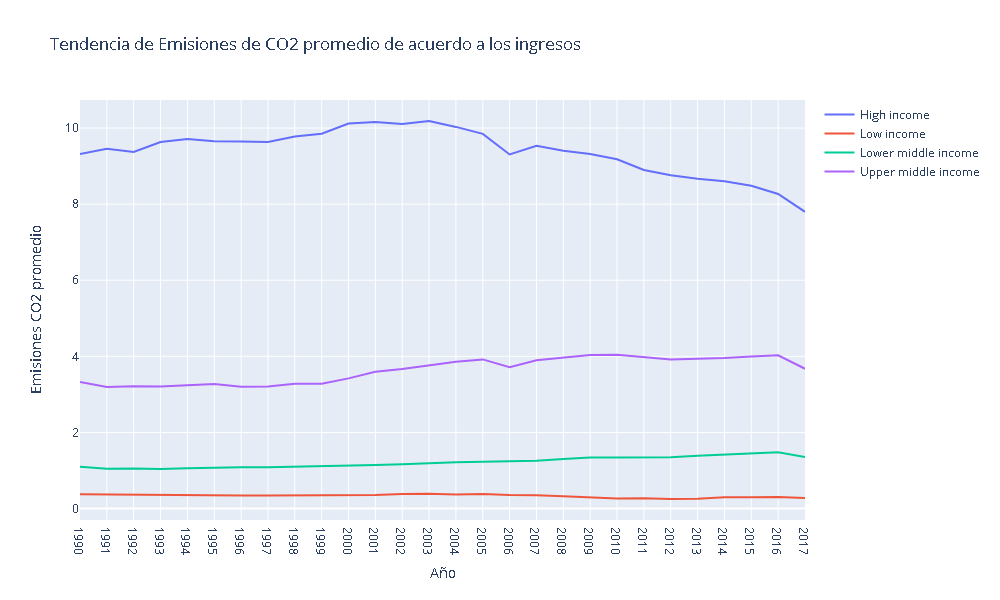 Tendencia de Emisiones de CO2 promedio de acuerdo a los ingresos
High income
Low income
Lower middle income
Upper middle income
Emisiones CO2 promedio
10
8
6
4
2
0
1990 1991 1992 1993 1994 1995 1996 1997 1998 1999 2000 2001 2002 2003 2004 2005 2006 2007 2008 2009 2010 2011 2012 2013 2014 2015 2016 2017
Año